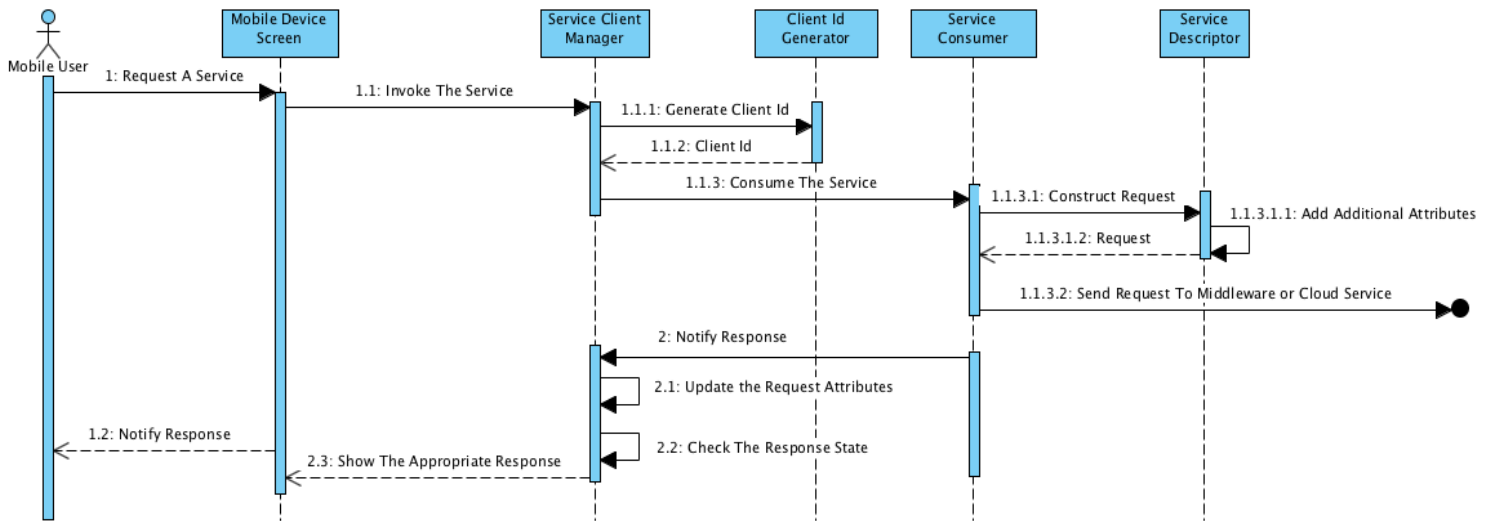 Mobile User
Mobile Device
Screen
Service Client
Manager
Client Id
Generator
Service
Consumer
Service
Descriptor
1: Request A Service
1.1: Invoke The Service
1.1.1: Generate Client Id
1.1.2: Client Id
1.1.3: Consume The Service
1.1.3.1: Construct Request
1.1.3.1.1: Add Additional Attributes
1.1.3.1.2: Request
1.1.3.2: Send Request To Middleware or Cloud Service
2: Notify Response
2.1: Update the Request Attributes
1.2: Notify Response
2.2: Check The Response State
2.3: Show The Appropriate Response